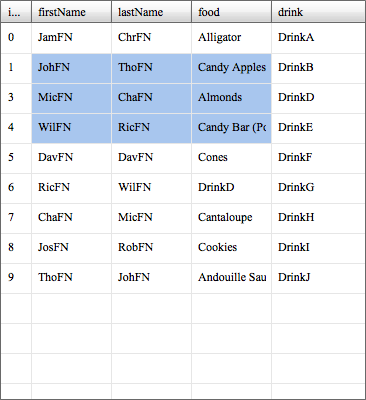 i... firstName lastName food drink
0 JamFN ChrFN Alligator DrinkA
1 JohFN ThoFN Candy Apples DrinkB
3 MicFN ChaFN Almonds DrinkD
4 WilFN RicFN Candy Bar (Po DrinkE
5 DavFN DavFN Cones DrinkF
6 RicFN WilFN DrinkD DrinkG
7 ChaFN MicFN Cantaloupe DrinkH
8 JosFN RobFN Cookies DrinkI
9 ThoFN JohFN Andouille Sau DrinkJ